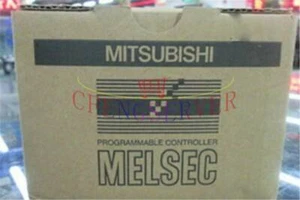 MITSUBISHI
PROGRAMMABLE CONTROLLER
MELSEC